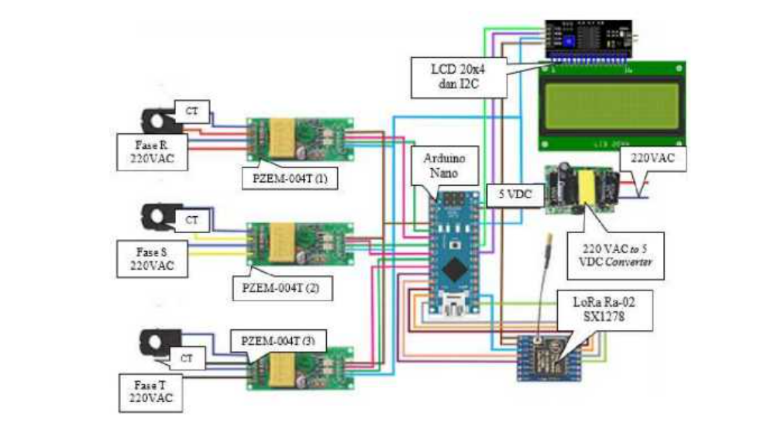 LCD 20x4
dan I2C
CT
Fase R
220VAC
PZEM-004T (1)
Arduino
Nano
220VAC
5 VDC
CT
Fase S
220VAC
PZEM-004T (2)
220 VAC to 5
VDC Converter
LoRa Ra-02
SX1278
PZEM-004T (3)
CT
Fase T
220VAC